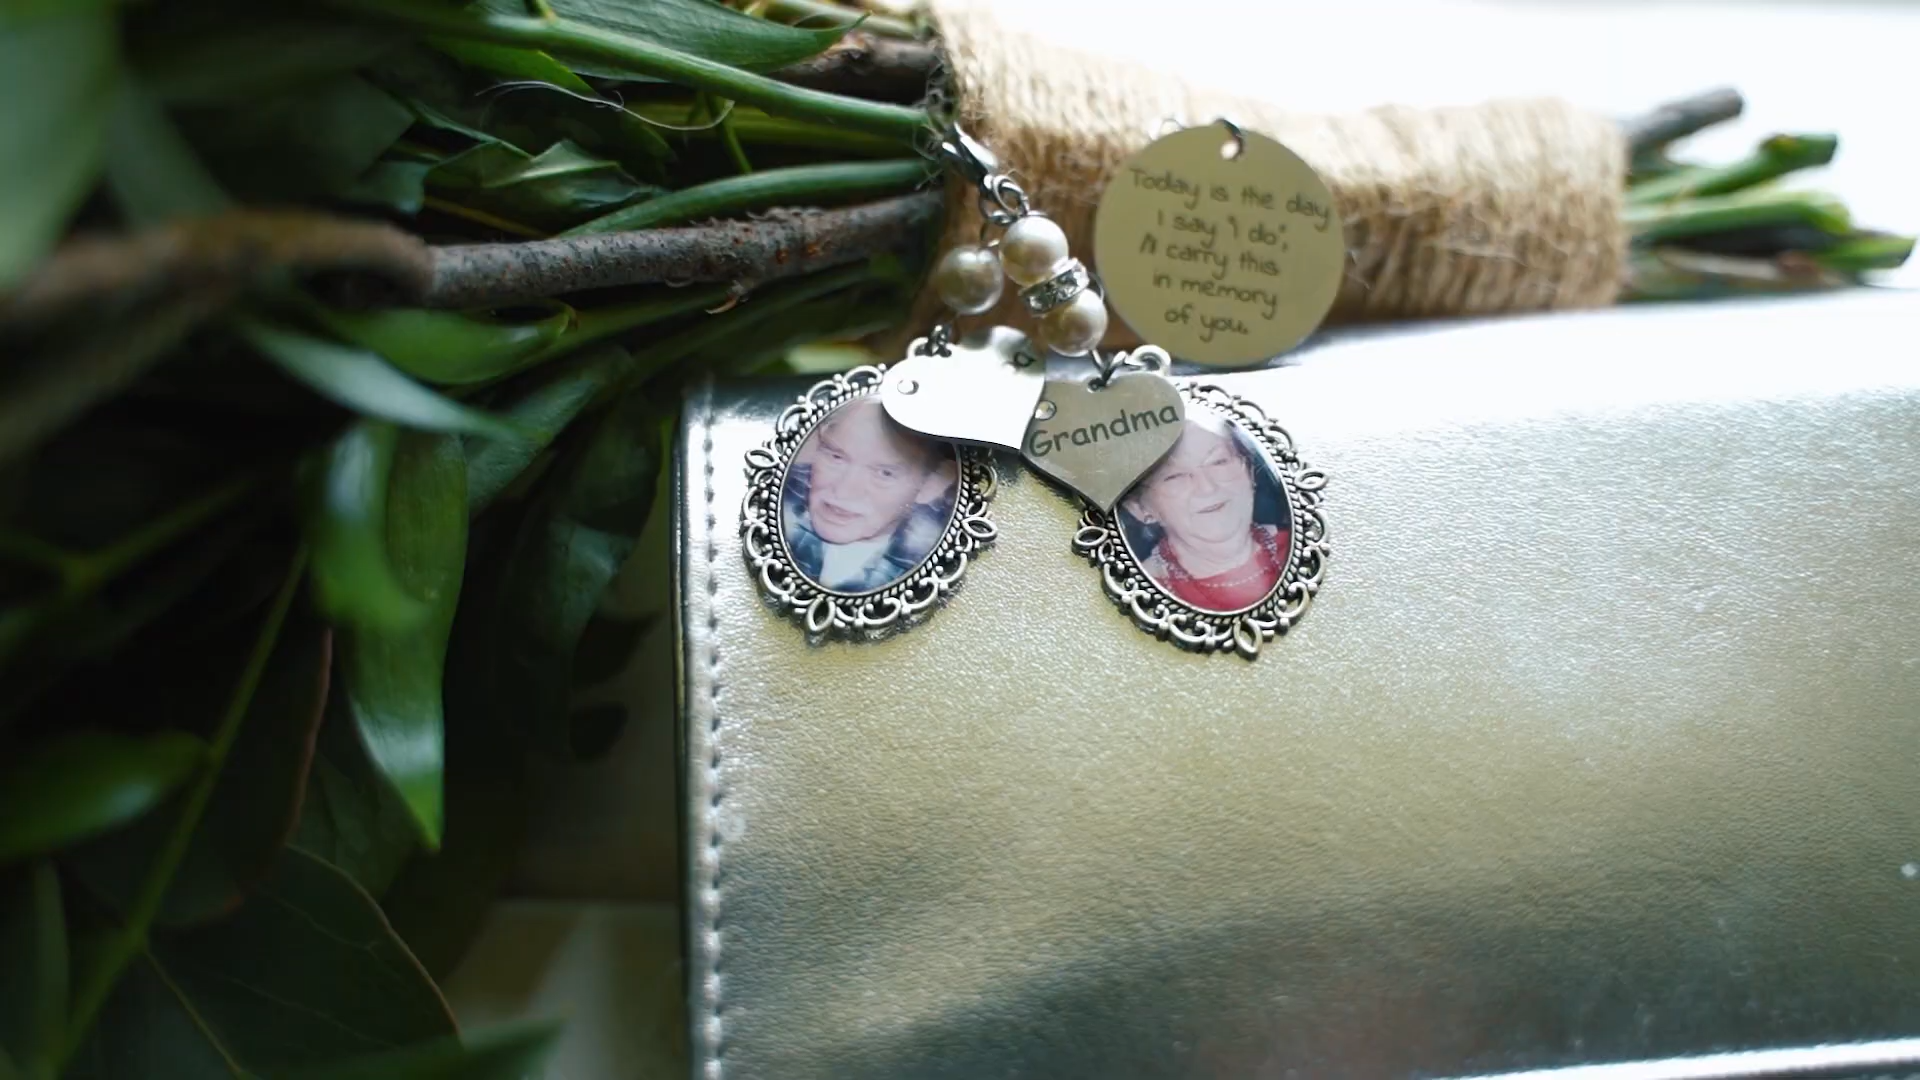 Today is the day
I say "I do",
I'll carry this
in memory
of you.
a
Grandma